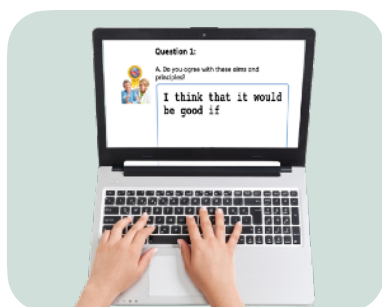 Question 1:
A. Do you agree with these aims and
principles?
I think that it would
be good if